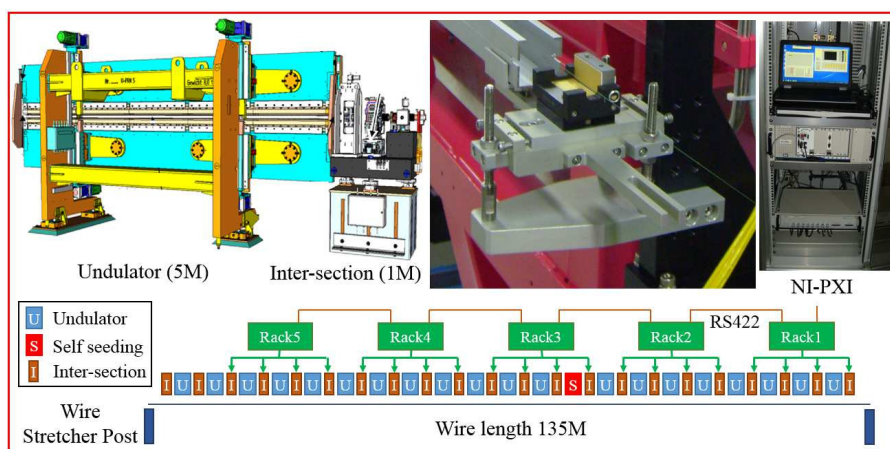 Undulator (5M)
Inter-section (1M)
NI-PXI
RS422
U Undulator
S Self seeding
I Inter-section
Rack5
Rack4
Rack3
Rack2
Rack1
I U I U I U I U I U I U I U I U I U I U I U I U I S I U I U I U I U I U I U I U I U I
Wire
Stretcher Post
Wire length 135M